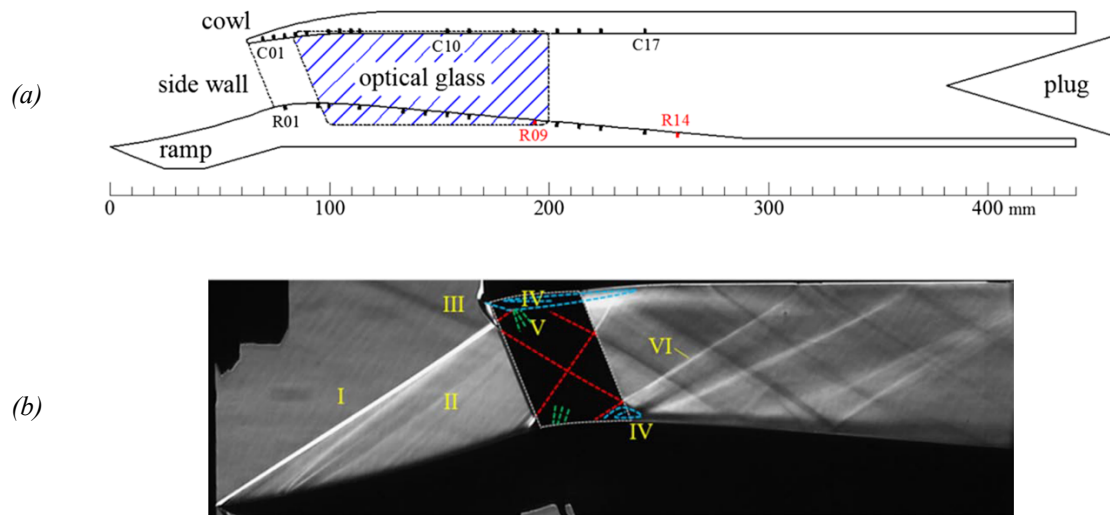 (a)
cowl
C01
C10
C17
side wall
optical glass
plug
R01
R09
R14
ramp
0 100 200 300 400 mm
(b)
III
IV
V
VI
I
II
IV